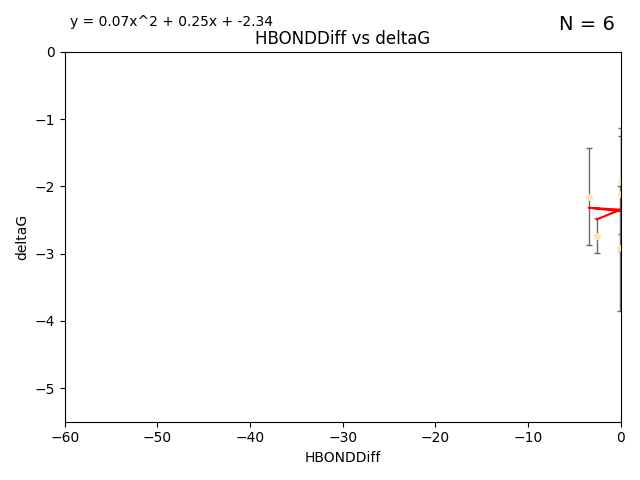 y = 0.07x^2 + 0.25x + -2.34
N = 6
HBONDDiff vs deltaG
deltaG
0
−1
−2
−3
−4
−5
−60
−50
−40
−30
−20
−10
0
HBONDDiff